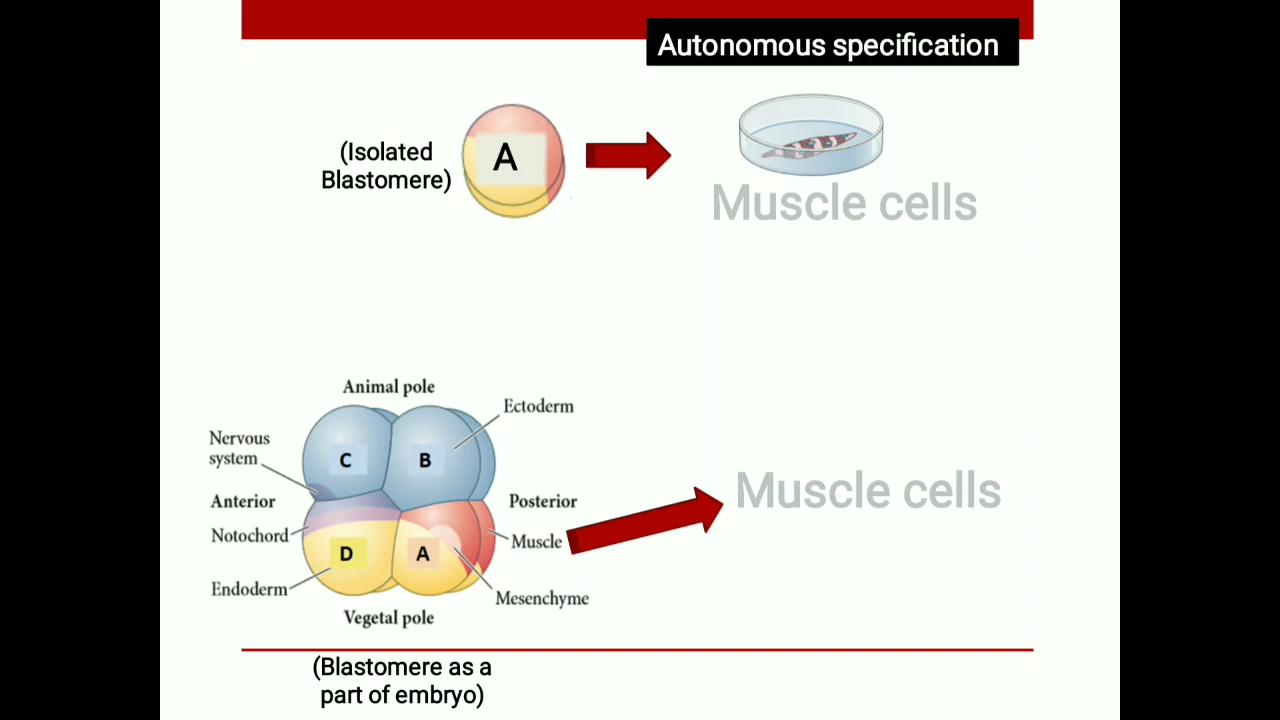 Autonomous specification
(Isolated
Blastomere)
A
Muscle cells
Animal pole
Ectoderm
Nervous
system
C
B
Anterior
Posterior
Muscle cells
Notochord
Muscle
D
A
Endoderm
Mesenchyme
Vegetal pole
(Blastomere as a
part of embryo)